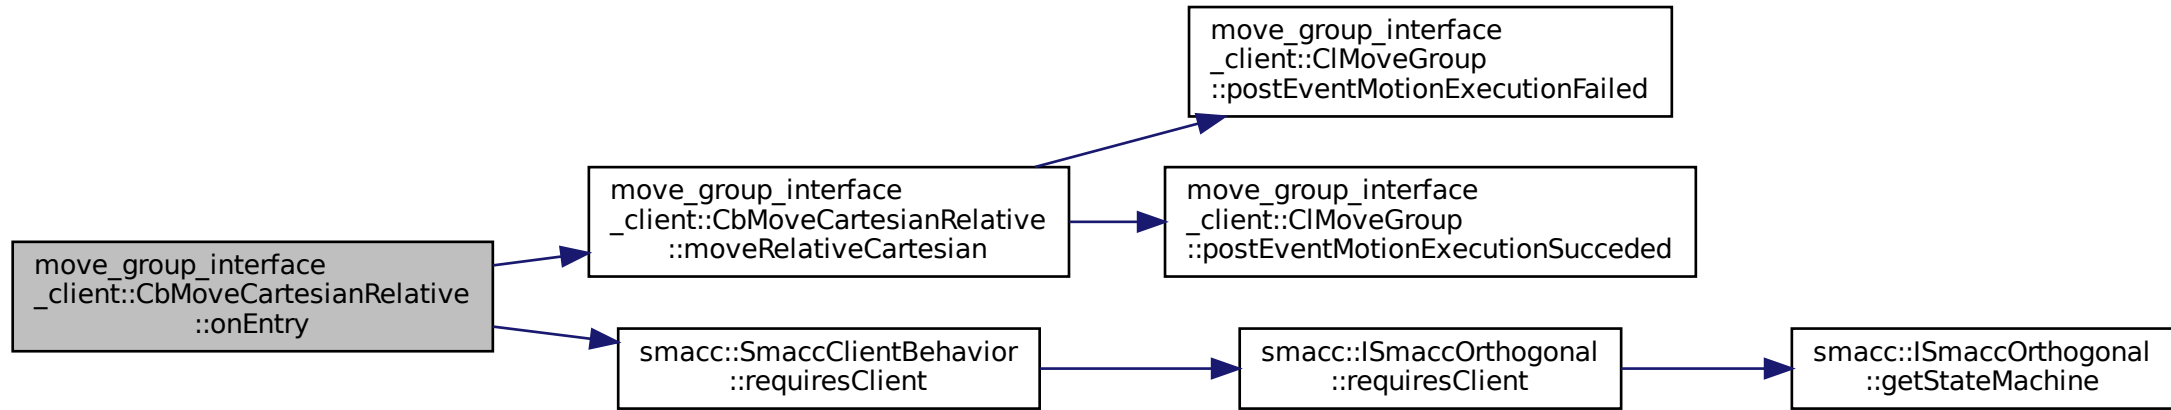 move_group_interface
_client::ClMoveGroup
::postEventMotionExecutionFailed
move_group_interface
_client::CbMoveCartesianRelative
::moveRelativeCartesian
move_group_interface
_client::ClMoveGroup
::postEventMotionExecutionSucceded
move_group_interface
_client::CbMoveCartesianRelative
::onEntry
smacc::SmaccClientBehavior
::requiresClient
smacc::ISmaccOrthogonal
::requiresClient
smacc::ISmaccOrthogonal
::getStateMachine